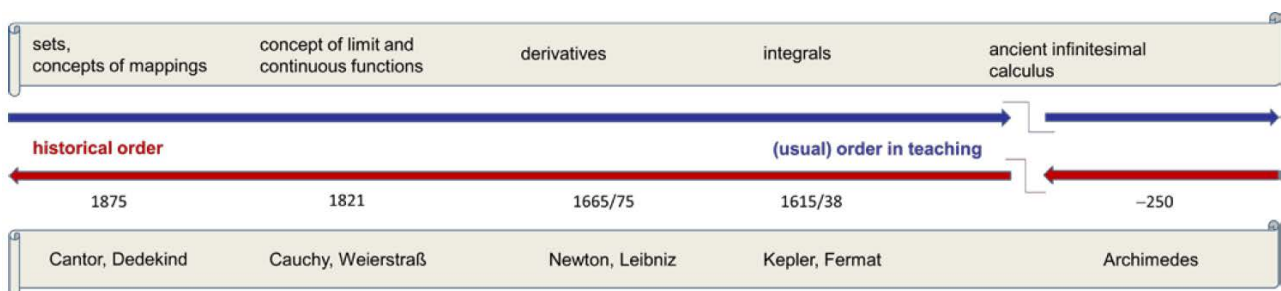 sets,
concepts of mappings
concept of limit and
continuous functions
derivatives
integrals
ancient infinitesimal
calculus
historical order
(usual) order in teaching
1875
1821
1665/75
1615/38
–250
Cantor, Dedekind
Cauchy, Weierstraß
Newton, Leibniz
Kepler, Fermat
Archimedes